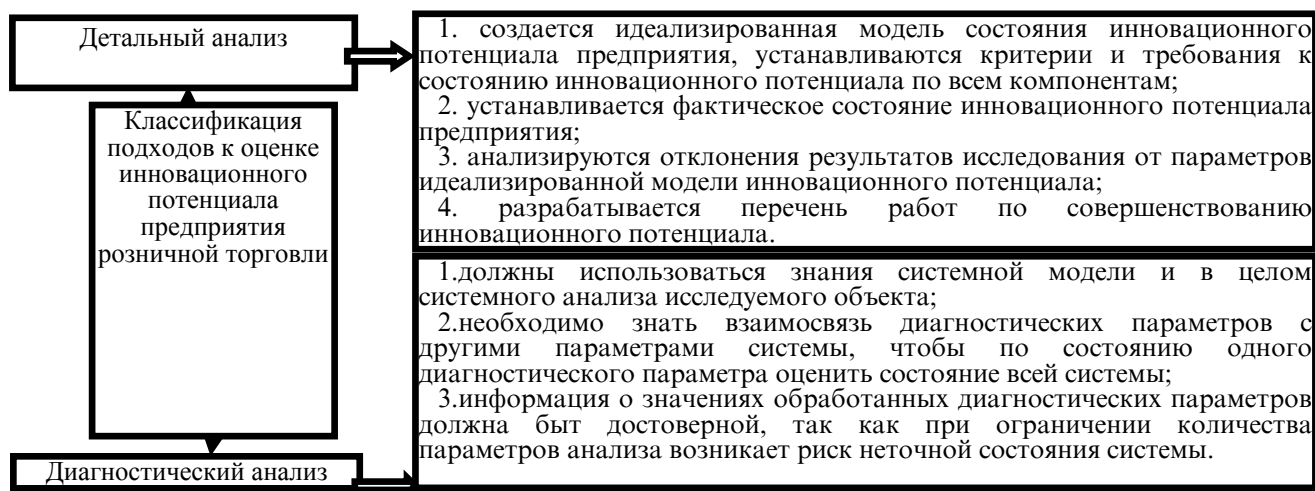 Детальный анализ
1. создается идеализированная модель состояния инновационного
потенциала предприятия, устанавливаются критерии и требования к
состоянию инновационного потенциала по всем компонентам;
2. устанавливается фактическое состояние инновационного потенциала
предприятия;
3. анализируются отклонения результатов исследования от параметров
идеализированной модели инновационного потенциала;
4. разрабатывается перечень работ по совершенствованию
инновационного потенциала.
Классификация
подходов к оценке
инновационного
потенциала
предприятия
розничной торговли
1.должны использоваться знания системной модели и в целом
системного анализа исследуемого объекта;
2.необходимо знать взаимосвязь диагностических параметров с
другими параметрами системы, чтобы по состоянию одного
диагностического параметра оценить состояние всей системы;
3.информация о значениях обработанных диагностических параметров
должна быт достоверной, так как при ограничении количества
параметров анализа возникает риск неточной состояния системы.
Диагностический анализ